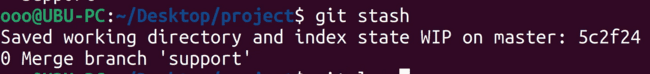 ooo@UBU-PC:~/Desktop/project$ git stash
Saved working directory and index state WIP on master: 5c2f24
0 Merge branch 'support'